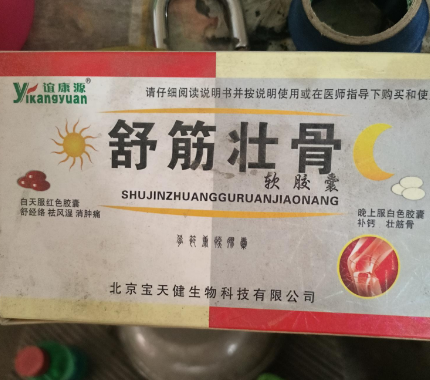 谊康源®
Yikangyuan
请仔细阅读说明书并按说明使用或在医师指导下购买和使
舒筋壮骨
软胶囊
SHUJINZHUANGGURUANJIAONANG
白天服红色胶囊
舒经络 祛风湿 消肿痛
晚上服白色胶囊
补钙 壮筋骨
北京宝天健生物科技有限公司